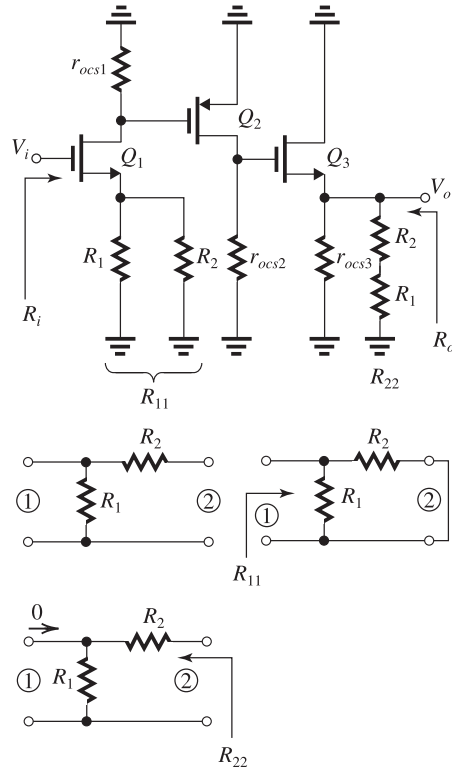 r_ocs1
Q_2
V_i
Q_1
Q_3
V_o
R_1
R_2
r_ocs2
r_ocs3
R_2
R_1
R_i
R_o
R_11
R_22
R_2
R_2
①
R_1
②
①
R_1
②
R_11
0
R_2
①
R_1
②
R_22